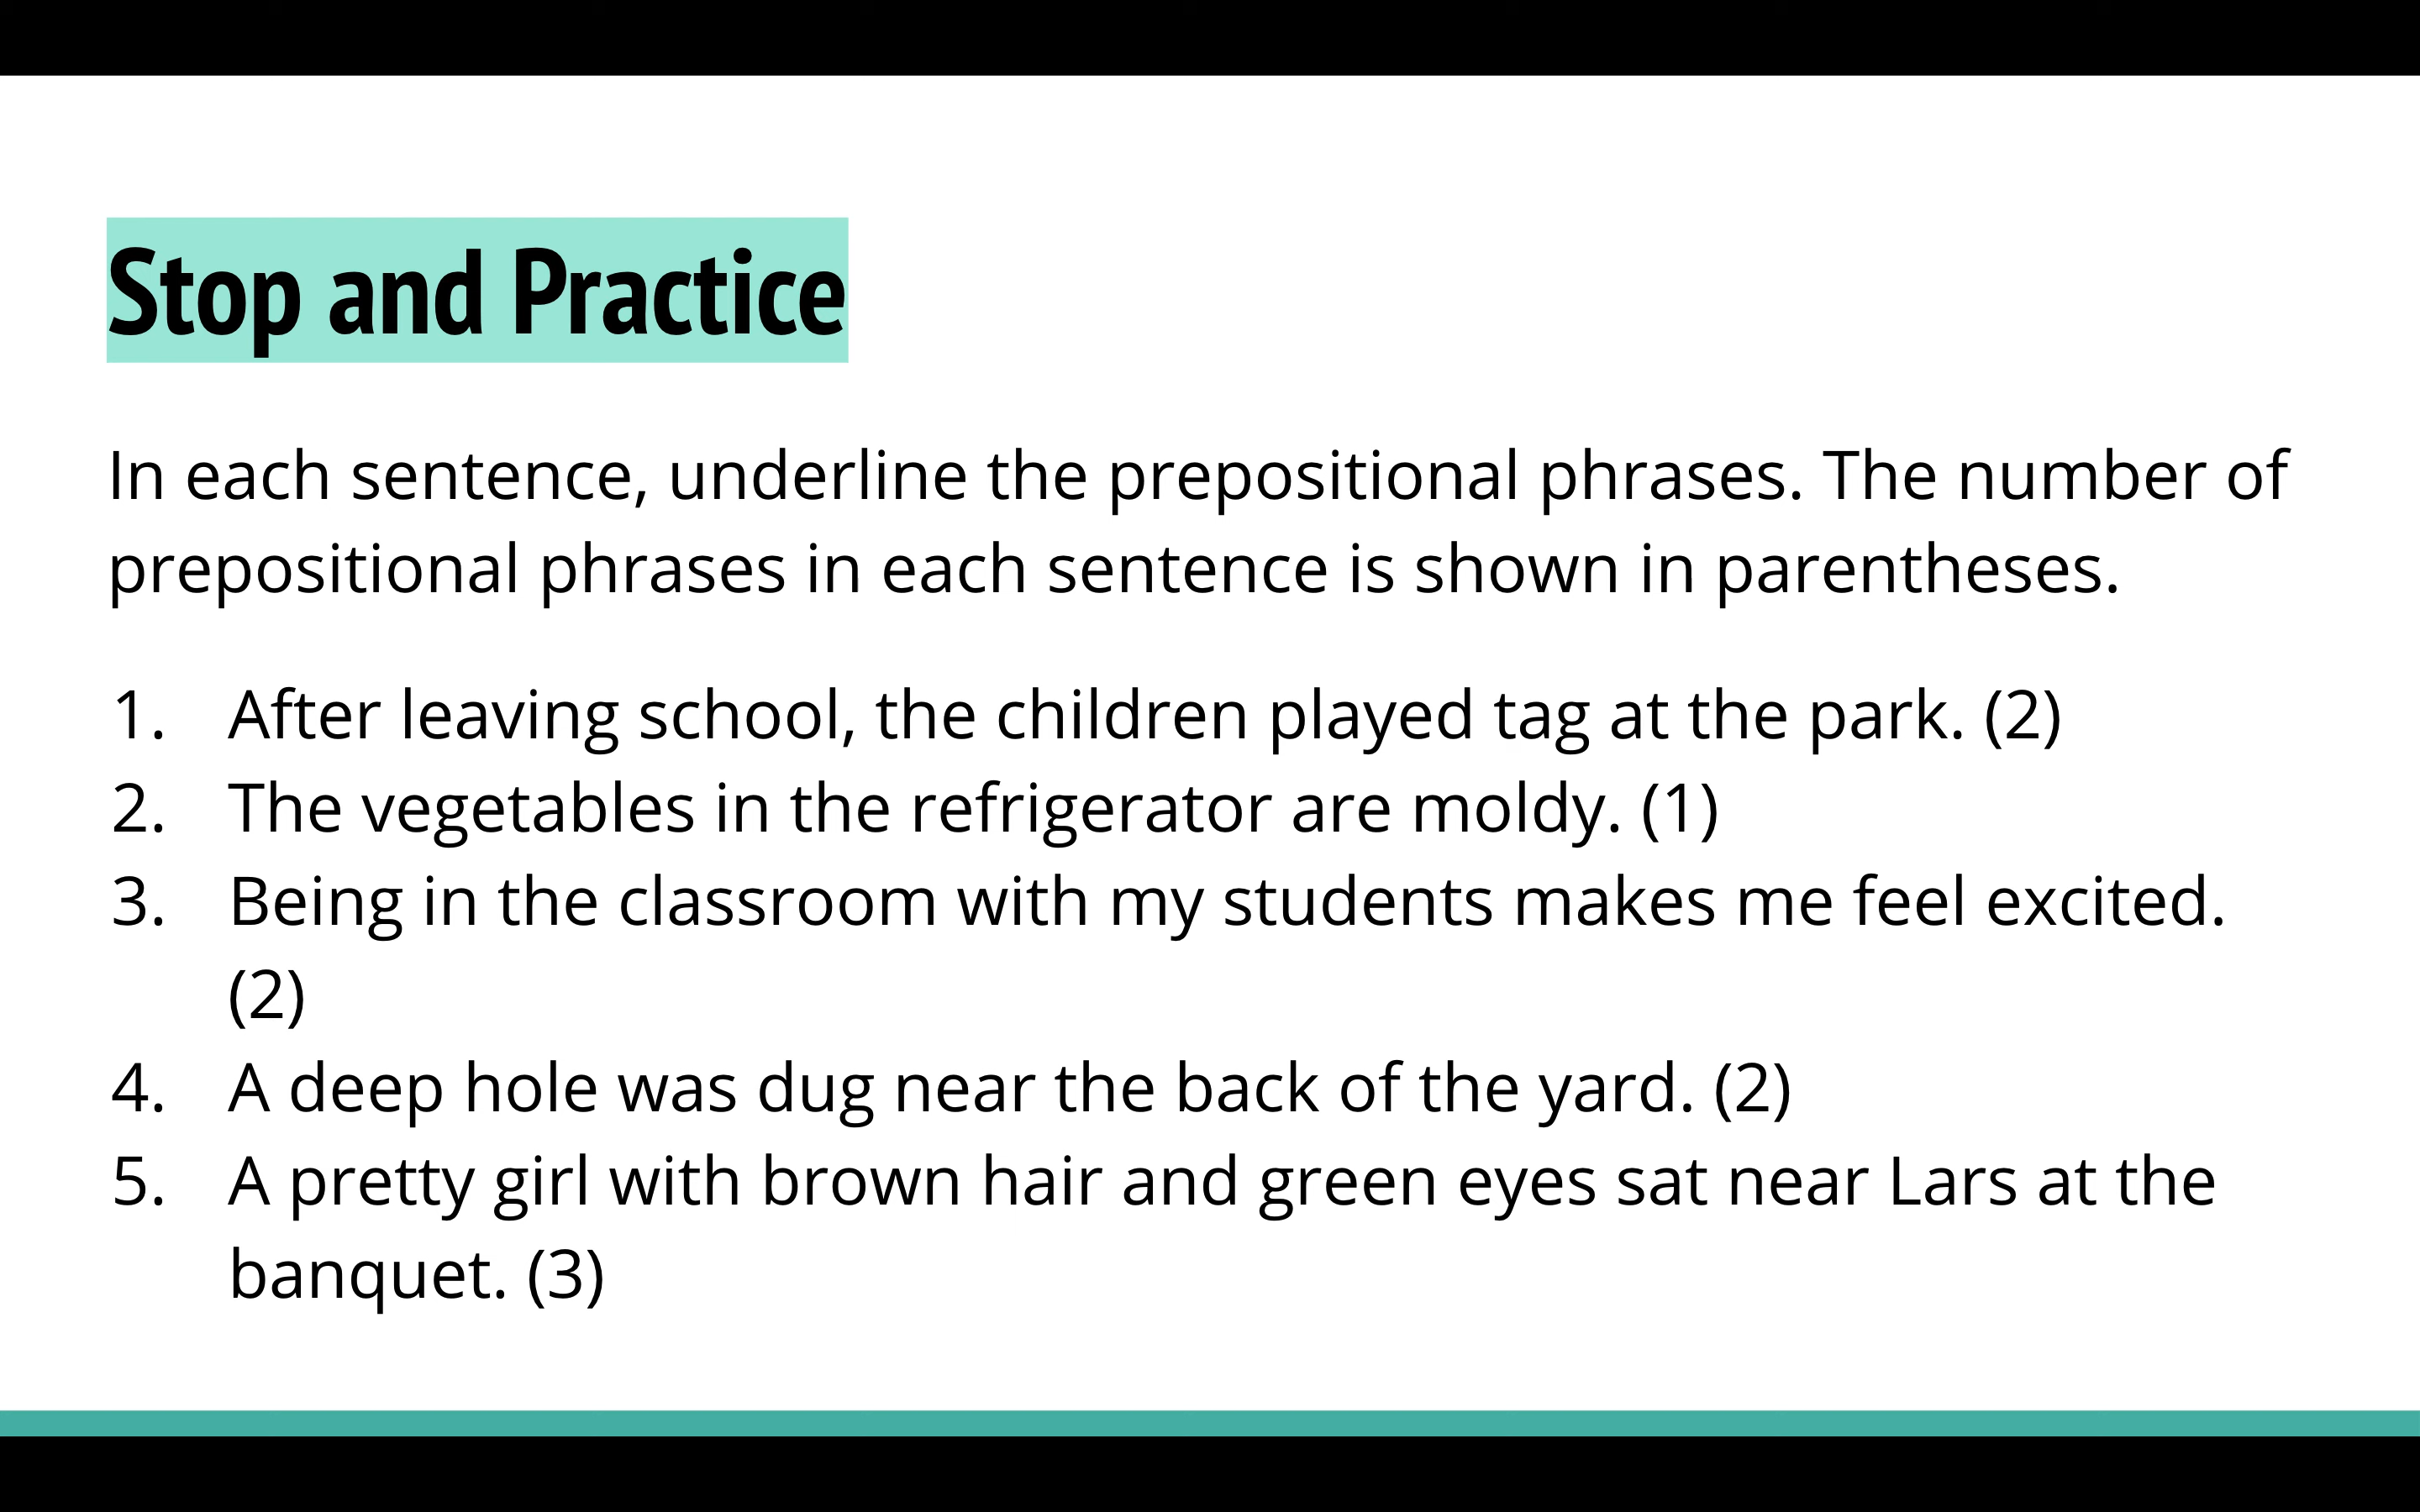 Stop and Practice
In each sentence, underline the prepositional phrases. The number of
prepositional phrases in each sentence is shown in parentheses.
1. After leaving school, the children played tag at the park. (2)
2. The vegetables in the refrigerator are moldy. (1)
3. Being in the classroom with my students makes me feel excited.
(2)
4. A deep hole was dug near the back of the yard. (2)
5. A pretty girl with brown hair and green eyes sat near Lars at the
banquet. (3)